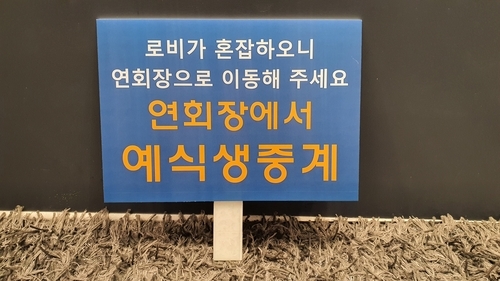 로비가 혼잡하오니
연회장으로 이동해 주세요
연회장에서
예식생중계